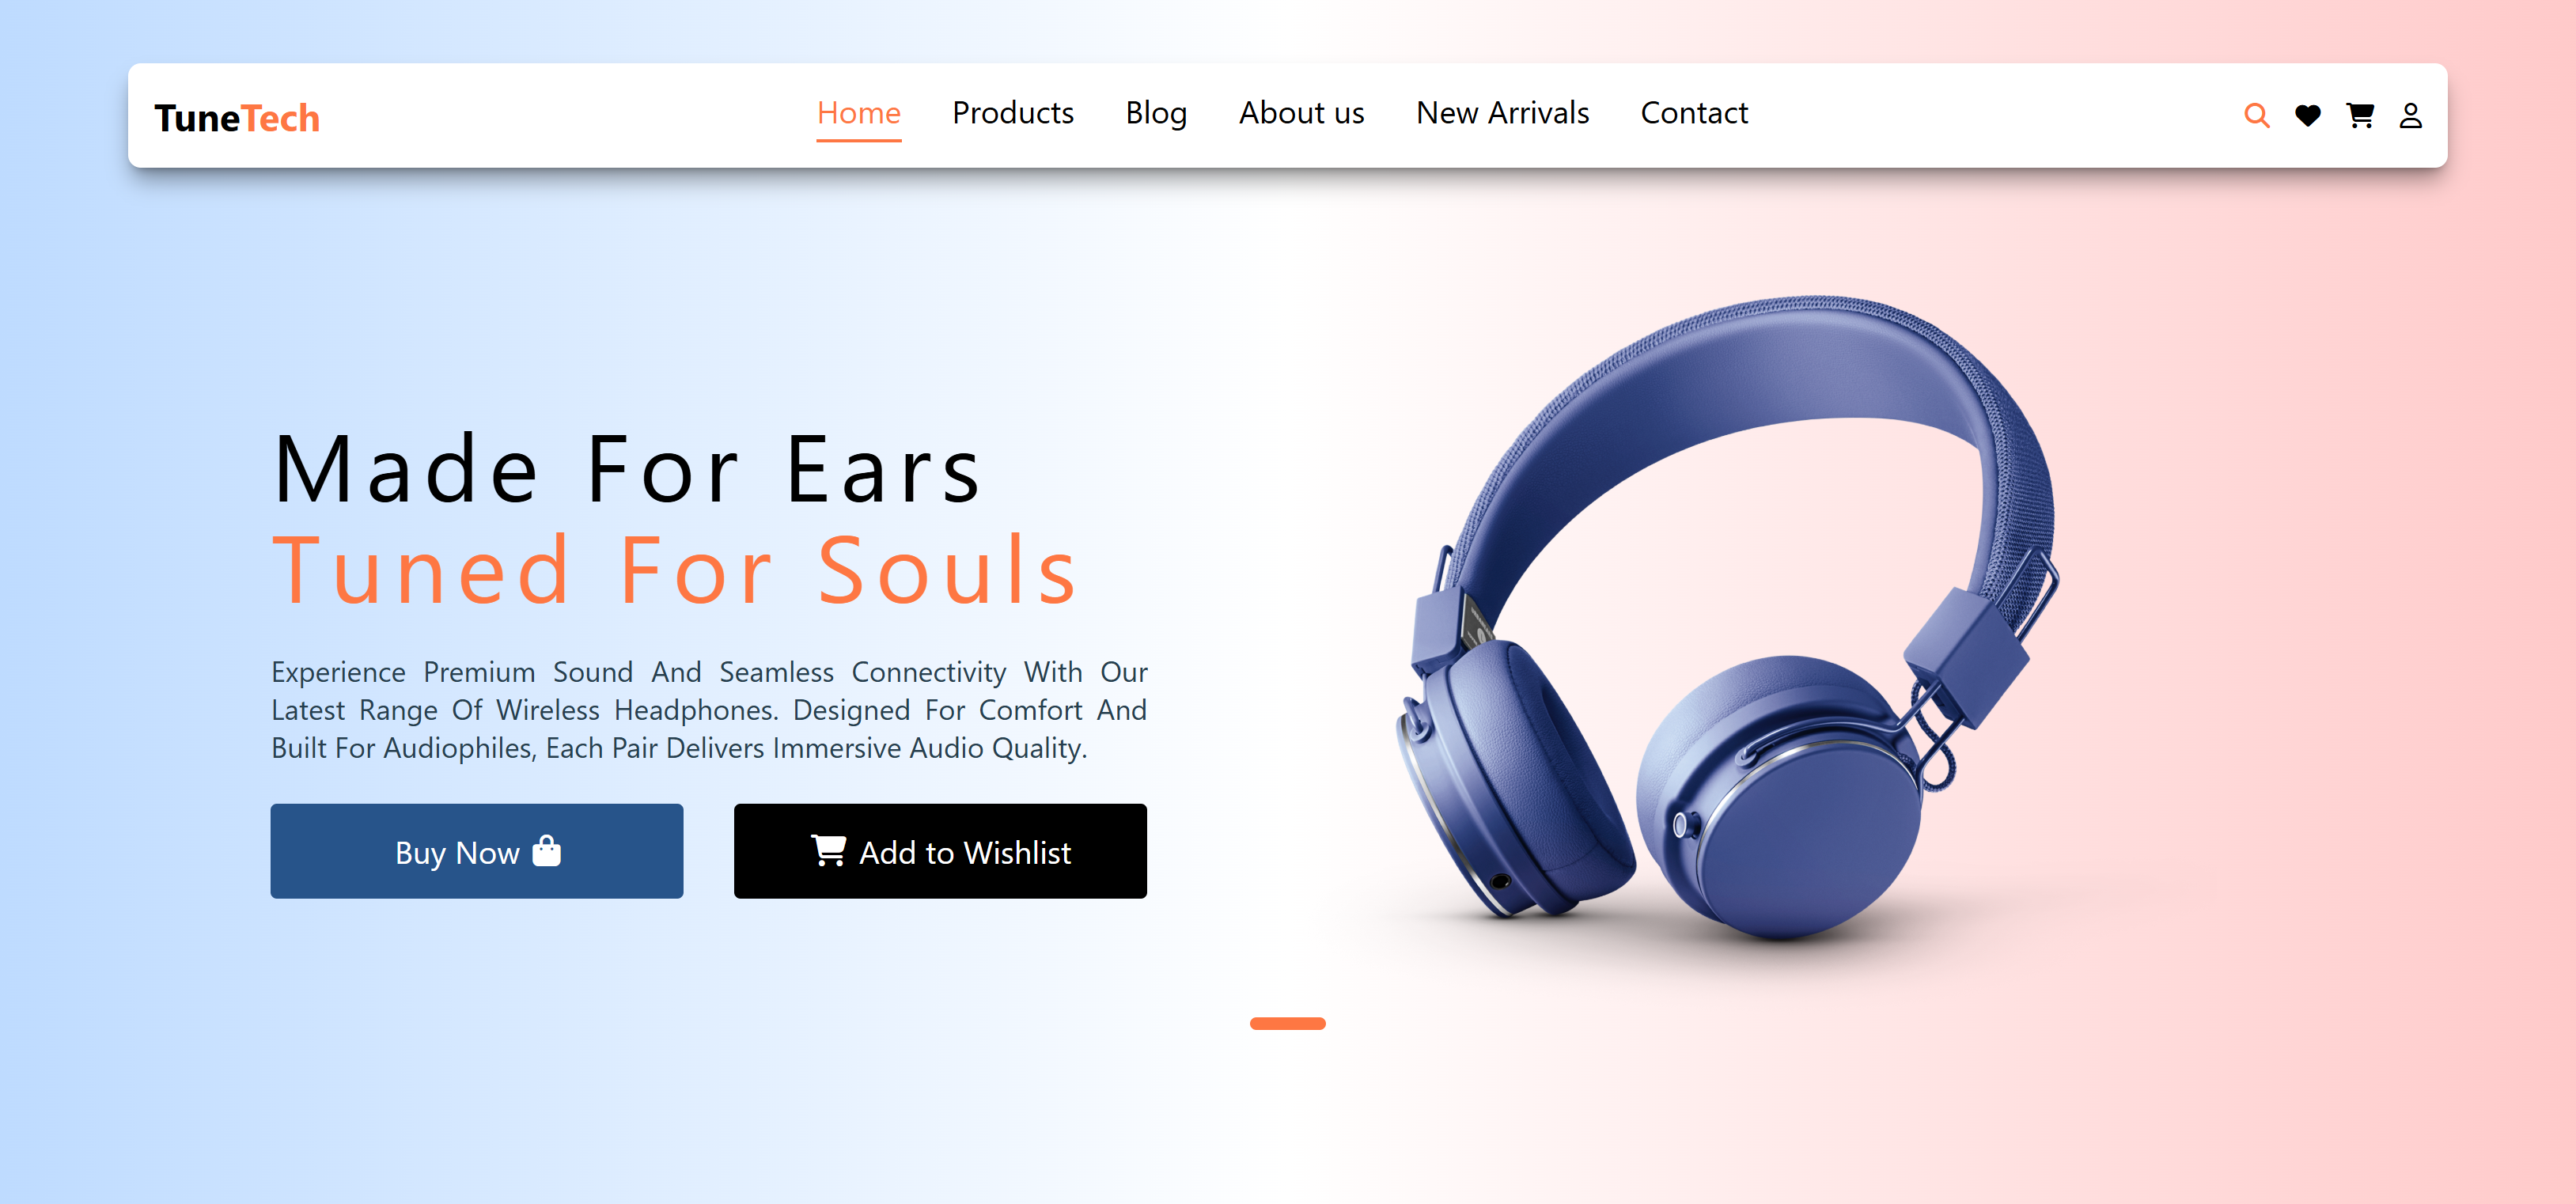 TuneTech
Home Products Blog About us New Arrivals Contact
Made For Ears
Tuned For Souls
Experience Premium Sound And Seamless Connectivity With Our
Latest Range Of Wireless Headphones. Designed For Comfort And
Built For Audiophiles, Each Pair Delivers Immersive Audio Quality.
Buy Now
Add to Wishlist